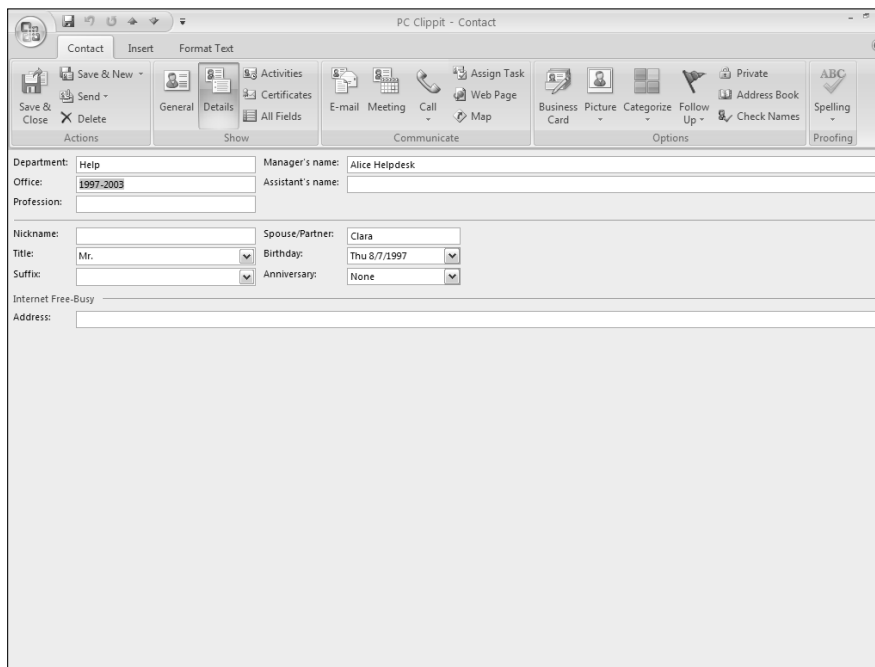 PC Clippit - Contact
Contact Insert Format Text
Save & Close
Save & New
Send
Delete
Actions
General
Details
Activities
Certificates
All Fields
Show
E-mail
Meeting
Call
Assign Task
Web Page
Map
Communicate
Business Card
Picture
Categorize
Follow Up
Private
Address Book
Check Names
Options
ABC
Spelling
Proofing
Department: Help Manager's name: Alice Helpdesk
Office: 1997-2003 Assistant's name:
Profession:
Nickname: Spouse/Partner: Clara
Title: Mr. Birthday: Thu 8/7/1997
Suffix: Anniversary: None
Internet Free-Busy
Address: